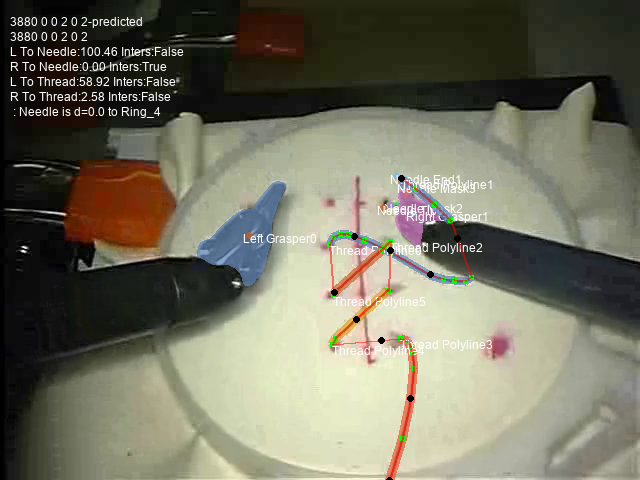 3880 0 0 2 0 2-predicted
3880 0 0 2 0 2
L To Needle:100.46 Inters:False
R To Needle:0.00 Inters:True
L To Thread:58.92 Inters:False
R To Thread:2.58 Inters:False
: Needle is d=0.0 to Ring_4
Needle End1
Needle Mask3
Needle Mask2
Right Grasper1
Left Grasper0
Thread Polyline2
Thread Polyline5
Thread Polyline3
Thread Polyline4